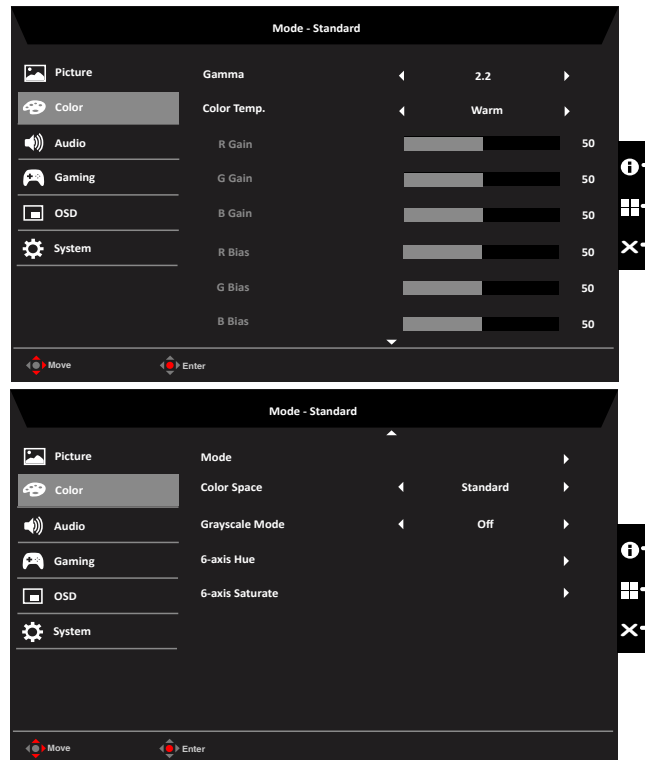 Mode - Standard
Picture
Gamma 2.2
Color
Color Temp. Warm
Audio
R Gain 50
Gaming
G Gain 50
OSD
B Gain 50
System
R Bias 50
G Bias 50
B Bias 50
Move Enter
Mode - Standard
Picture
Mode
Color
Color Space Standard
Audio
Grayscale Mode Off
Gaming
6-axis Hue
OSD
6-axis Saturate
System
Move Enter